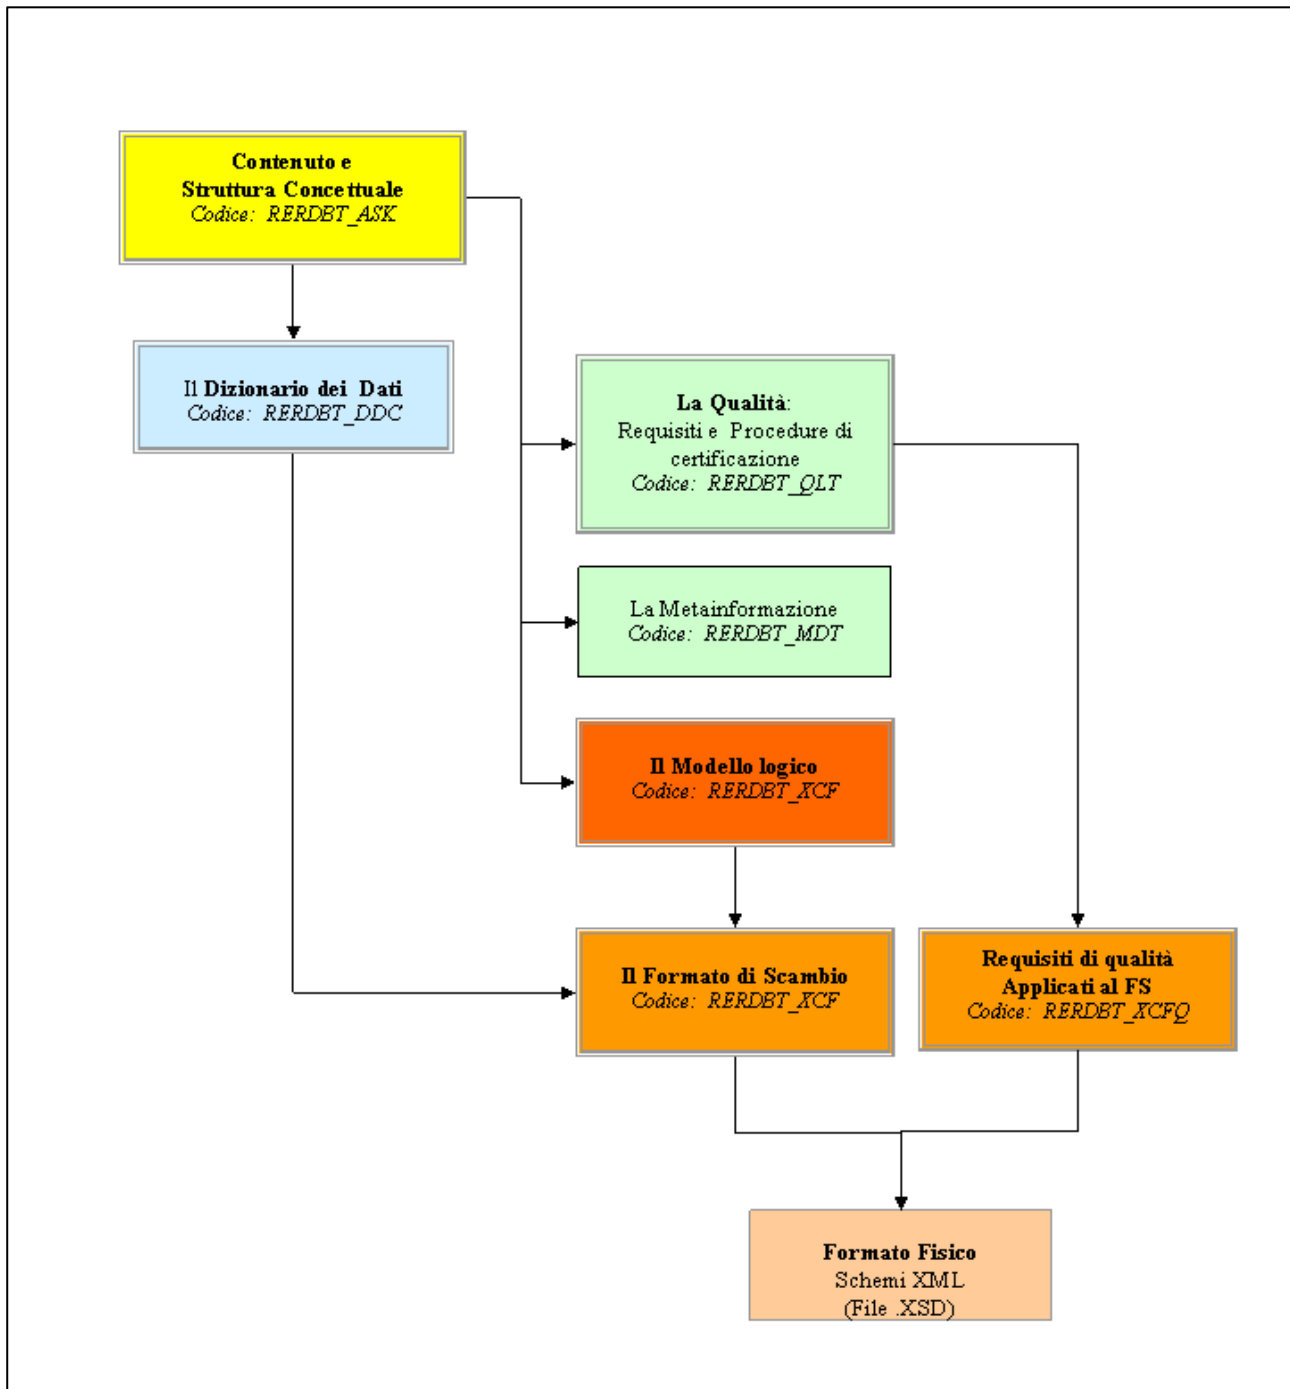 Contenuto e
Struttura Concettuale
Codice: RERDBT_ASK
Il Dizionario dei Dati
Codice: RERDBT_DDC
La Qualità:
Requisiti e Procedure di
certificazione
Codice: RERDBT_QLT
La Metainformazione
Codice: RERDBT_MDT
Il Modello logico
Codice: RERDBT_XCF
Il Formato di Scambio
Codice: RERDBT_XCF
Requisiti di qualità
Applicati al FS
Codice: RERDBT_XCFQ
Formato Fisico
Schemi XML
(File .XSD)